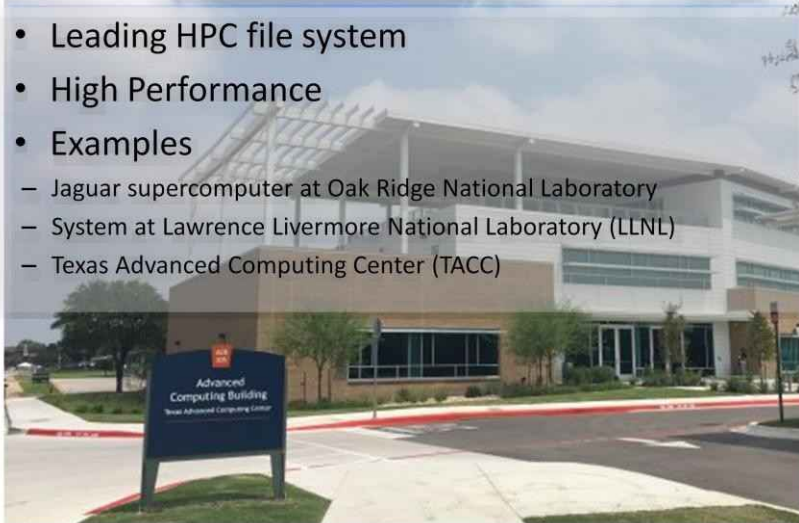 • Leading HPC file system
• High Performance
• Examples
– Jaguar supercomputer at Oak Ridge National Laboratory
– System at Lawrence Livermore National Laboratory (LLNL)
– Texas Advanced Computing Center (TACC)
Advanced
Computing Building
Texas Advanced Computing Center